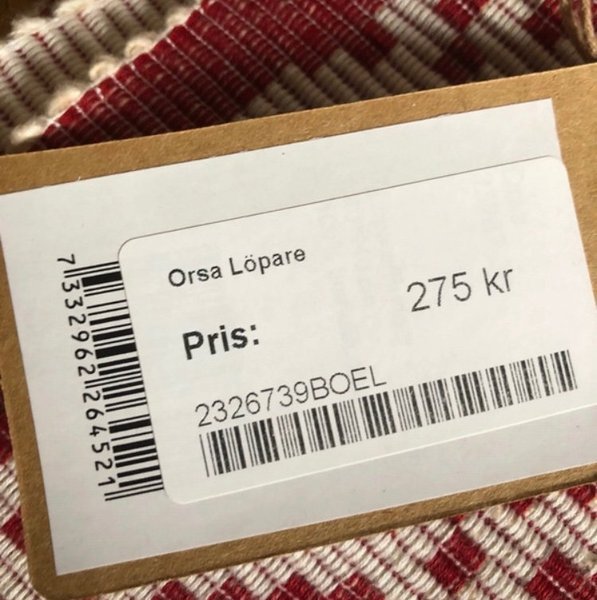 Orsa Löpare
Pris:
275 kr
2326739BOEL
7332962264521